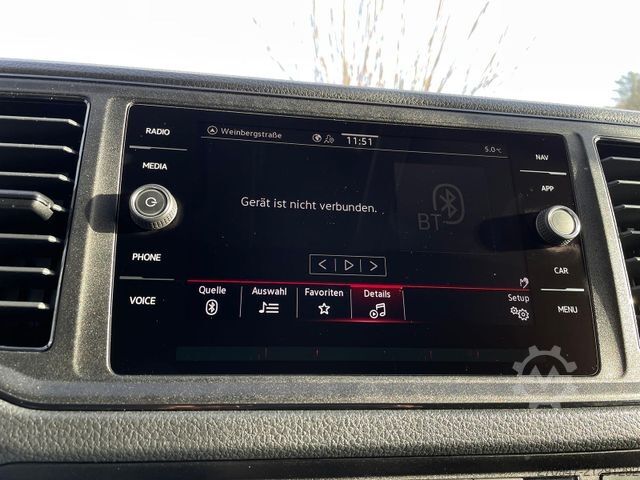 RADIO
MEDIA
PHONE
VOICE
Weinbergstraße
11:51
5.0°C
Gerät ist nicht verbunden.
BT
< ▷ >
Quelle
Auswahl
Favoriten
Details
Setup
NAV
APP
CAR
MENU